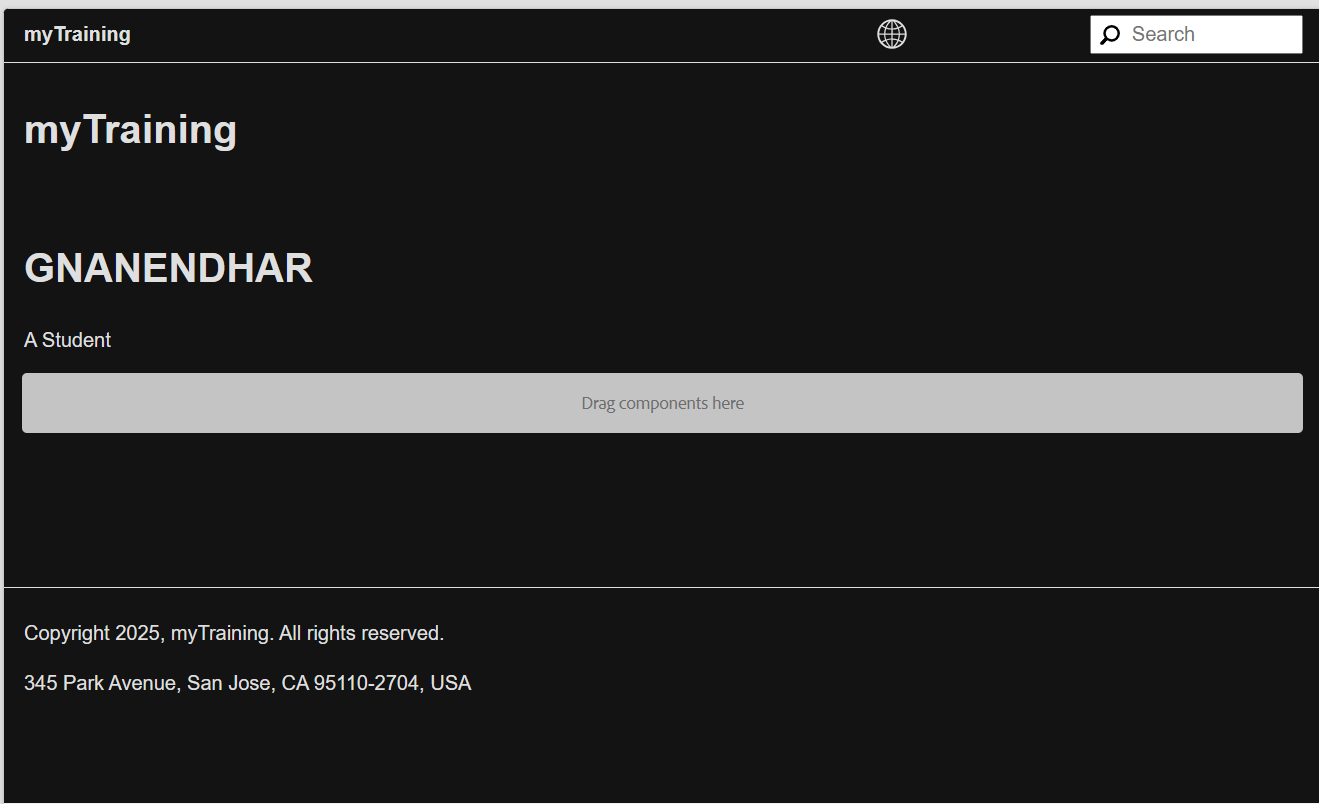 myTraining
Search
myTraining
GNANENDHAR
A Student
Drag components here
Copyright 2025, myTraining. All rights reserved.
345 Park Avenue, San Jose, CA 95110-2704, USA